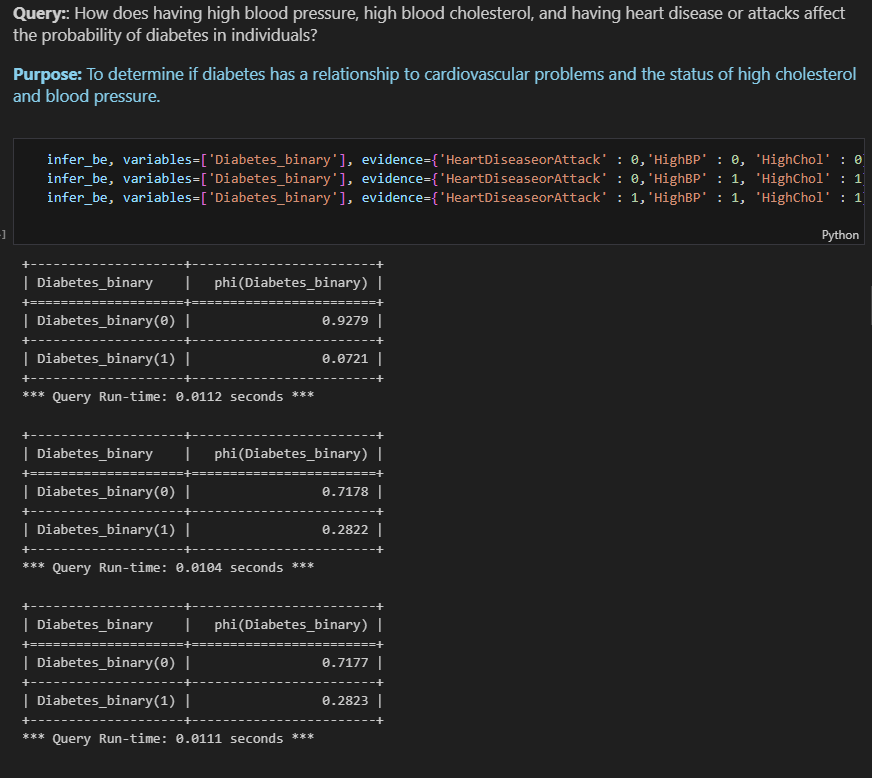 Query:: How does having high blood pressure, high blood cholesterol, and having heart disease or attacks affect
the probability of diabetes in individuals?
Purpose: To determine if diabetes has a relationship to cardiovascular problems and the status of high cholesterol
and blood pressure.
infer_be, variables=['Diabetes_binary'], evidence={'HeartDiseaseorAttack' : 0,'HighBP' : 0, 'HighChol' : 0
infer_be, variables=['Diabetes_binary'], evidence={'HeartDiseaseorAttack' : 0,'HighBP' : 1, 'HighChol' : 1
infer_be, variables=['Diabetes_binary'], evidence={'HeartDiseaseorAttack' : 1,'HighBP' : 1, 'HighChol' : 1
]
Python
+--------------------+------------------------+
| Diabetes_binary    |   phi(Diabetes_binary) |
+====================+========================+
| Diabetes_binary(0) |                 0.9279 |
+--------------------+------------------------+
| Diabetes_binary(1) |                 0.0721 |
+--------------------+------------------------+
*** Query Run-time: 0.0112 seconds ***
+--------------------+------------------------+
| Diabetes_binary    |   phi(Diabetes_binary) |
+====================+========================+
| Diabetes_binary(0) |                 0.7178 |
+--------------------+------------------------+
| Diabetes_binary(1) |                 0.2822 |
+--------------------+------------------------+
*** Query Run-time: 0.0104 seconds ***
+--------------------+------------------------+
| Diabetes_binary    |   phi(Diabetes_binary) |
+====================+========================+
| Diabetes_binary(0) |                 0.7177 |
+--------------------+------------------------+
| Diabetes_binary(1) |                 0.2823 |
+--------------------+------------------------+
*** Query Run-time: 0.0111 seconds ***